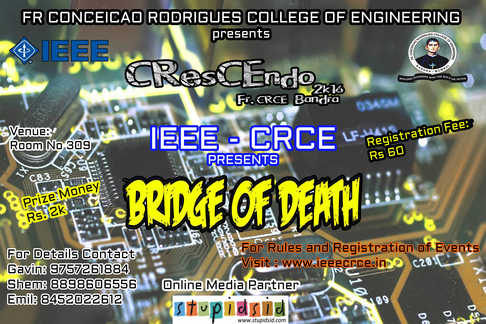 FR CONCEICAO RODRIGUES COLLEGE OF ENGINEERING
presents
IEEE
CResCEndo
2k16
Fr. CRCE Bandra
Venue:
Room No 309
IEEE - CRCE
PRESENTS
Registration Fee:
Rs 60
BRIDGE OF DEATH
Prize Money
Rs. 2k
For Rules and Registration of Events
Visit : www.ieeecrce.in
For Details Contact
Gavin: 9757261884
Shem: 8898606556
Emil: 8452022612
Online Media Partner
stupidsid
www.stupidsid.com